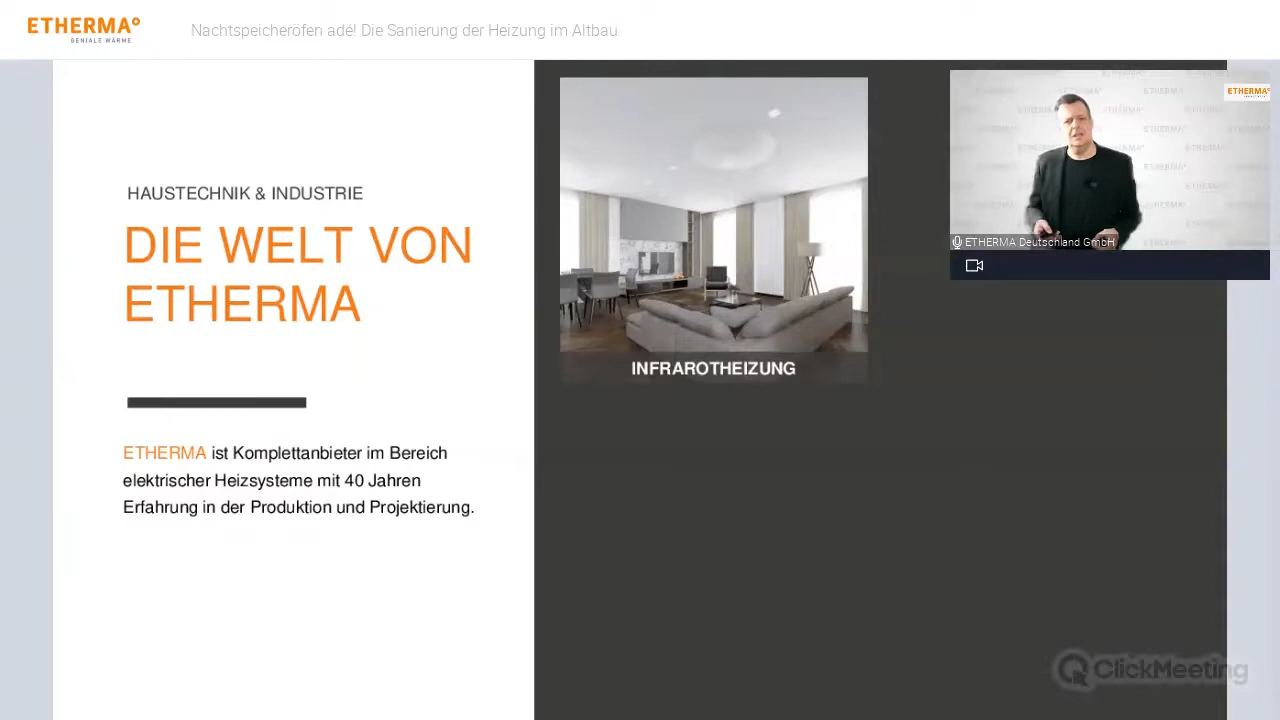 ETHERMA°
GENIALE WÄRME
Nachtspeicheröfen adé! Die Sanierung der Heizung im Altbau
HAUSTECHNIK & INDUSTRIE
DIE WELT VON
ETHERMA
ETHERMA ist Komplettanbieter im Bereich
elektrischer Heizsysteme mit 40 Jahren
Erfahrung in der Produktion und Projektierung.
INFRAROTHEIZUNG
ETHERMA°
ETHERMA Deutschland GmbH
ClickMeeting